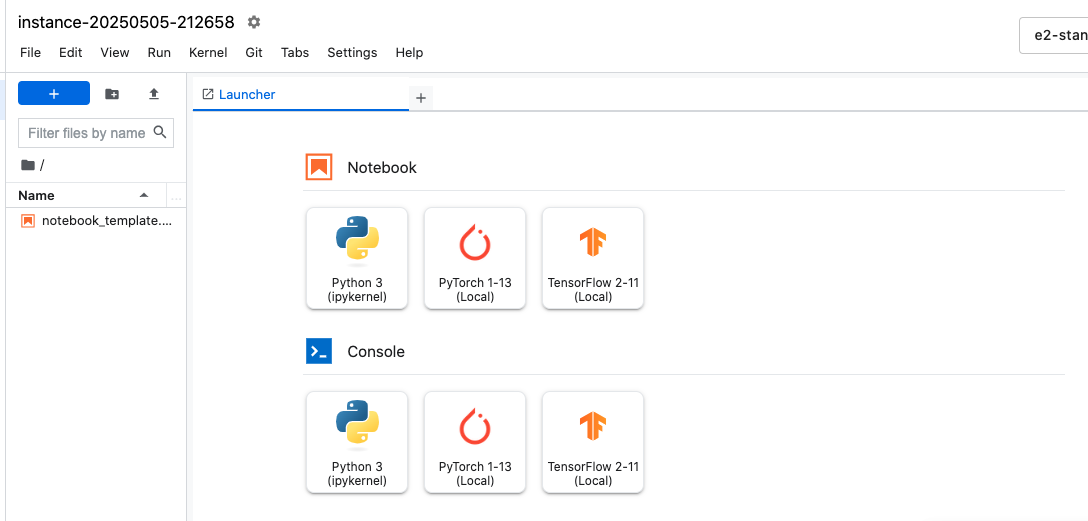 instance-20250505-212658
e2-stan
File Edit View Run Kernel Git Tabs Settings Help
+
Launcher
+
Filter files by name
/
Name
...
notebook_template....
Notebook
Python 3
(ipykernel)
PyTorch 1-13
(Local)
TensorFlow 2-11
(Local)
Console
Python 3
(ipykernel)
PyTorch 1-13
(Local)
TensorFlow 2-11
(Local)